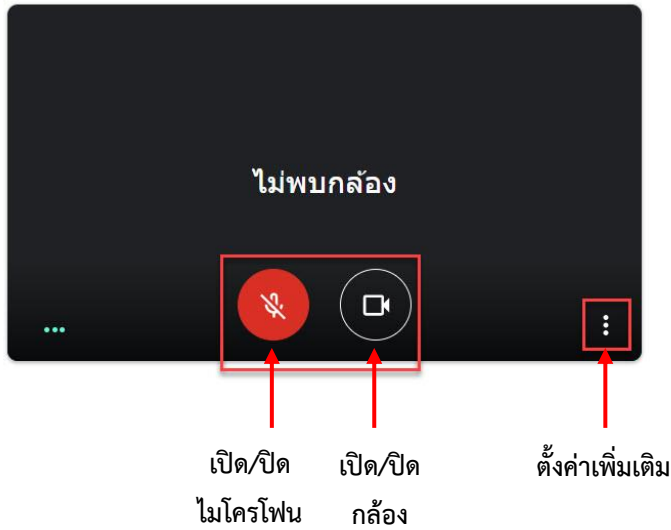 ไม่พบกล้อง
เปิด/ปิด
ไมโครโฟน
เปิด/ปิด
กล้อง
ตั้งค่าเพิ่มเติม